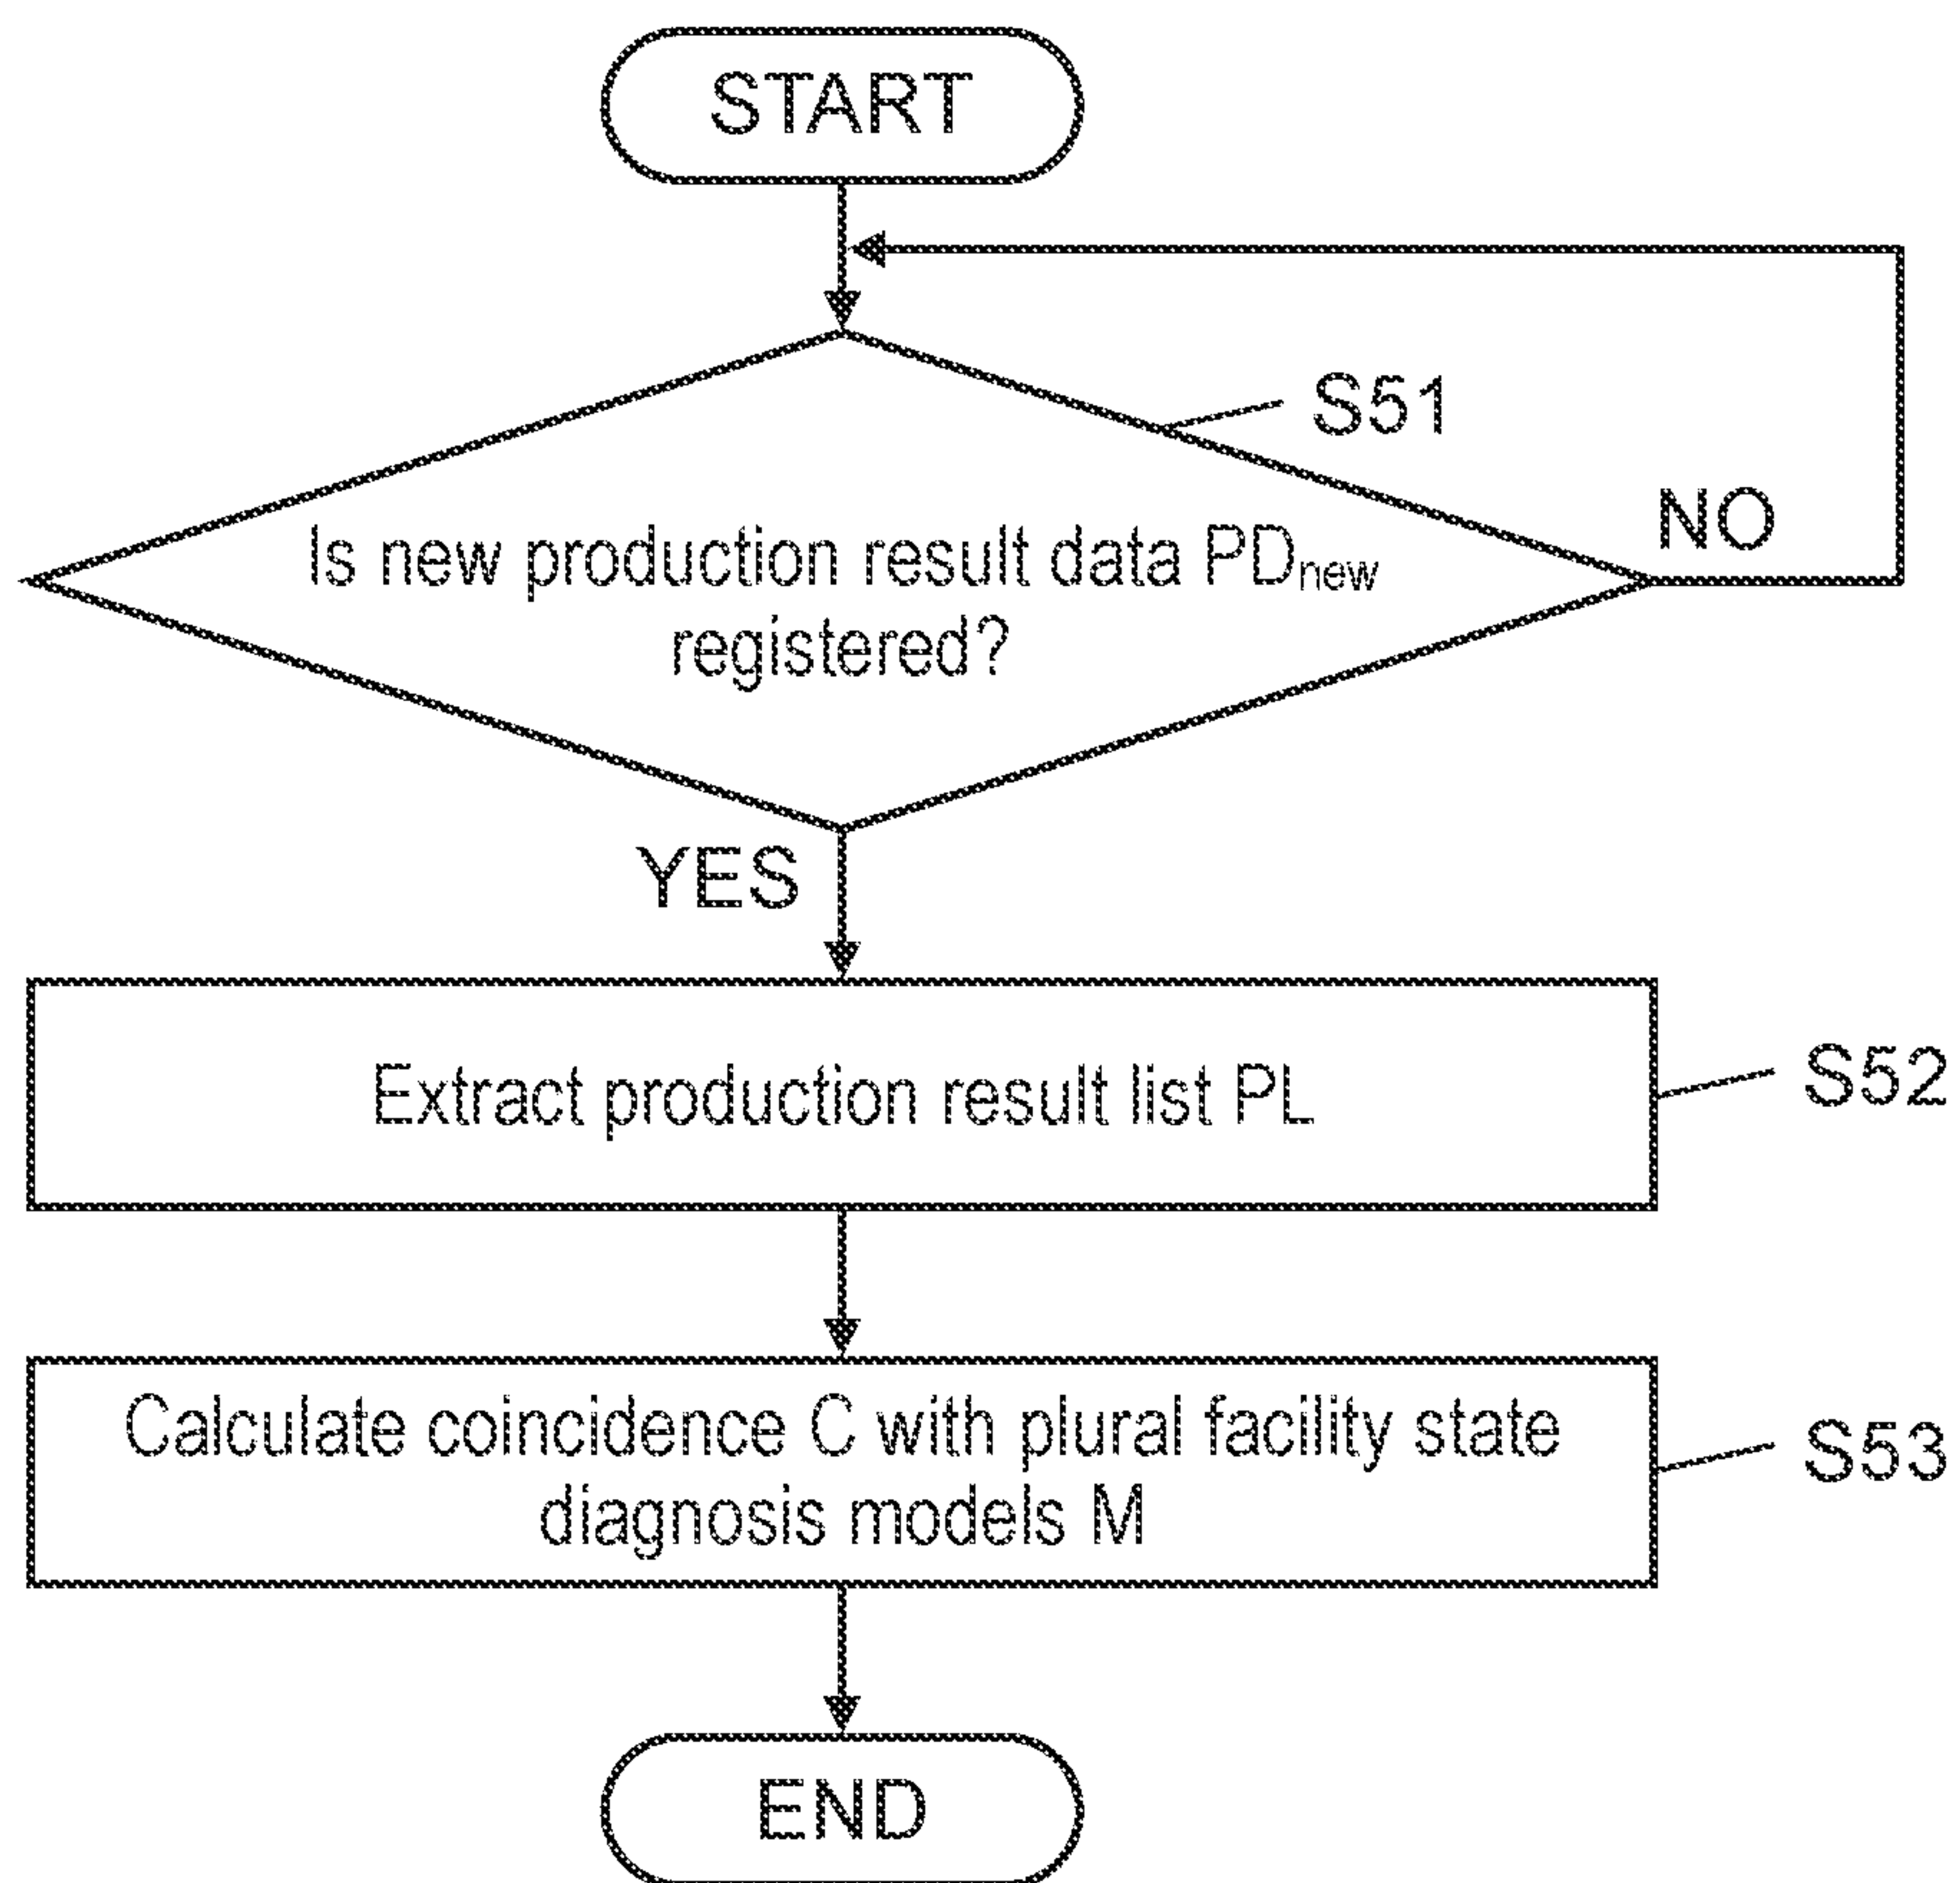 START
S51
NO
Is new production result data PDnew
registered?
YES
Extract production result list PL
S52
Calculate coincidence C with plural facility state
diagnosis models M
S53
END